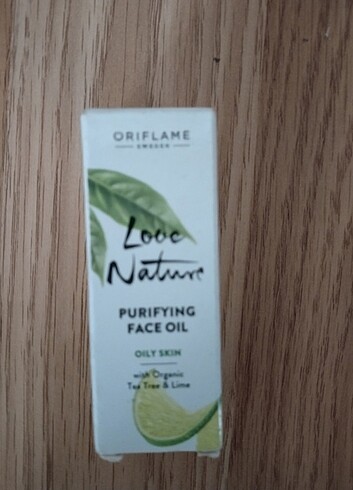 ORIFLAME
SWEDEN
Love
Nature
PURIFYING
FACE OIL
OILY SKIN
with Organic
Tea Tree & Lime